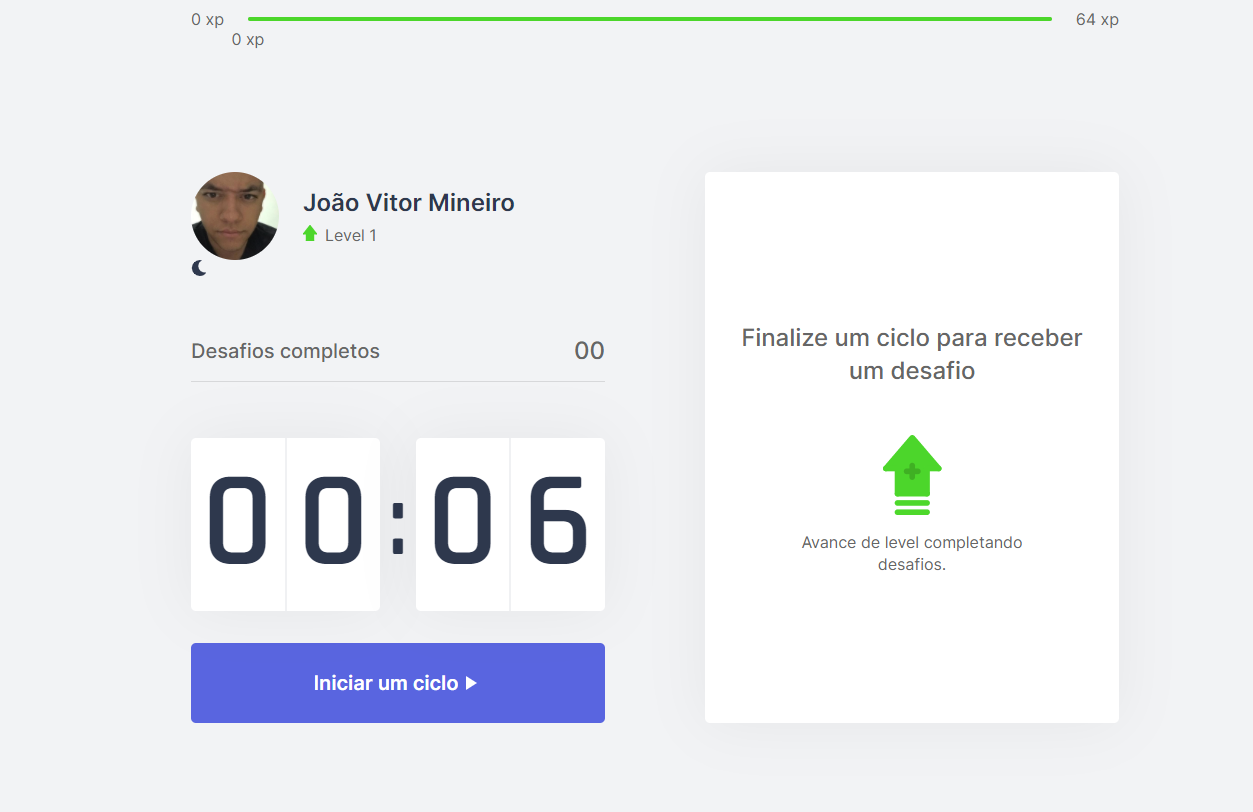 0 xp 64 xp
0 xp
João Vitor Mineiro
Level 1
Desafios completos 00
00:06
Iniciar um ciclo
Finalize um ciclo para receber
um desafio
Avance de level completando
desafios.